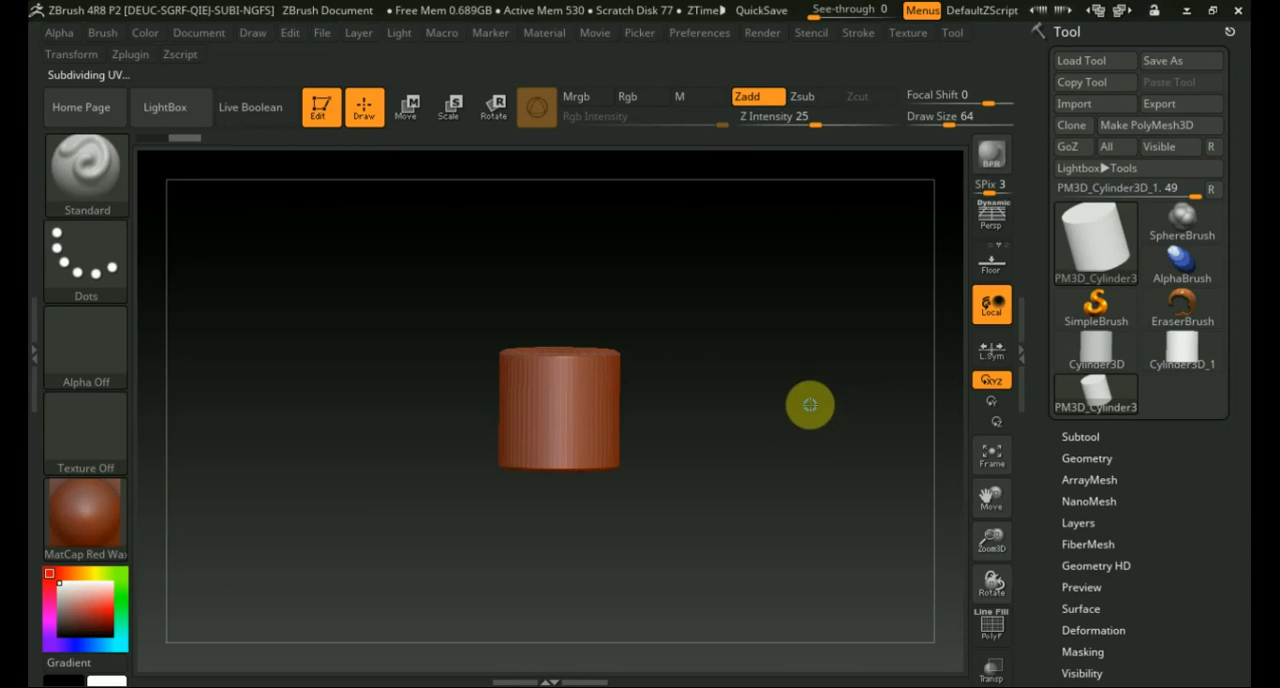 ZBrush 4R8 P2 [DEUC-SGRF-QIEJ-SUBI-NGFS] ZBrush Document • Free Mem 0.689GB • Active Mem 530 • Scratch Disk 77 • ZTime▶ QuickSave See-through 0 Menus DefaultZScript
Alpha Brush Color Document Draw Edit File Layer Light Macro Marker Material Movie Picker Preferences Render Stencil Stroke Texture Tool
Transform Zplugin Zscript
Subdividing UV...
Home Page LightBox Live Boolean Edit Draw Move Scale Rotate
M S R
Mrgb Rgb M Zadd Zsub Zcut Focal Shift 0
Rgb Intensity Z Intensity 25 Draw Size 64
Standard
Dots
Alpha Off
Texture Off
MatCap Red Wax
Gradient
BPR
SPix 3
Dynamic
Persp
Floor
Local
L.Sym
XYZ
Y
Z
Frame
Move
Zoom3D
Rotate
Line Fill
PolyF
Transp
Tool
Load Tool Save As
Copy Tool Paste Tool
Import Export
Clone Make PolyMesh3D
GoZ All Visible R
Lightbox▶Tools
PM3D_Cylinder3D_1. 49 R
PM3D_Cylinder3 SphereBrush
AlphaBrush
SimpleBrush EraserBrush
Cylinder3D Cylinder3D_1
PM3D_Cylinder3
Subtool
Geometry
ArrayMesh
NanoMesh
Layers
FiberMesh
Geometry HD
Preview
Surface
Deformation
Masking
Visibility